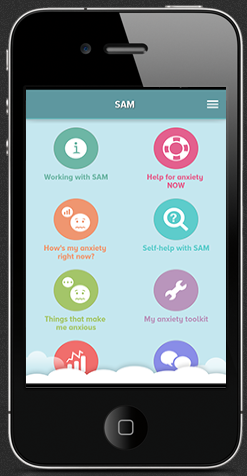 SAM
Working with SAM
Help for anxiety
NOW
How's my anxiety
right now?
Self-help with SAM
Things that make
me anxious
My anxiety toolkit